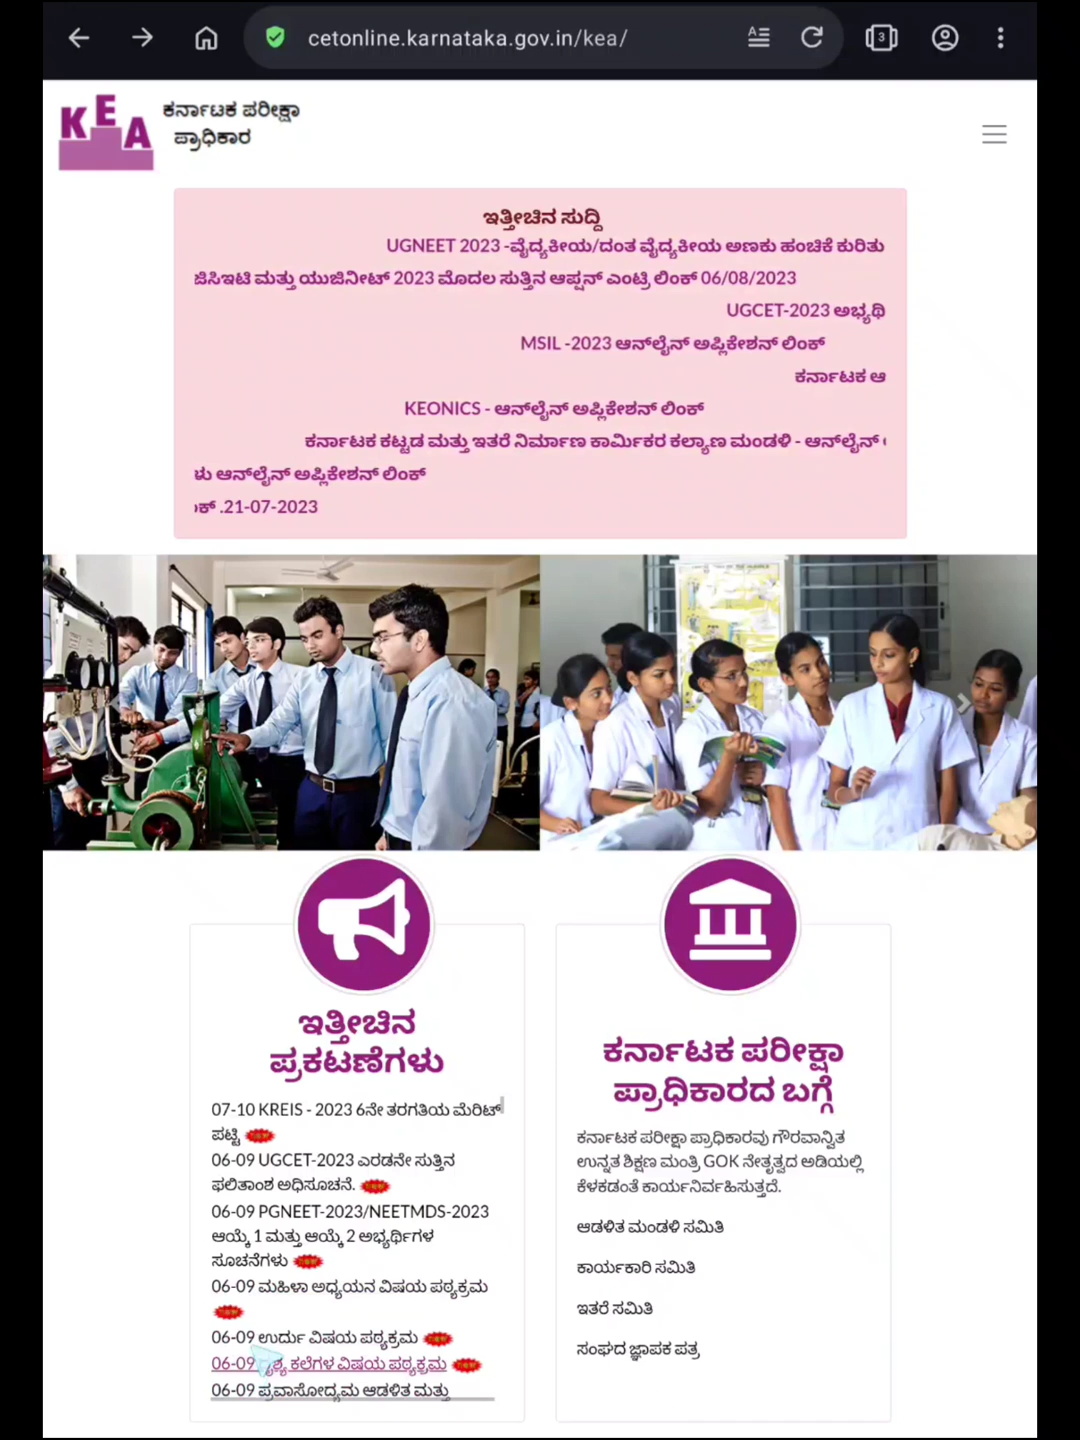 cetonline.karnataka.gov.in/kea/
3
KEA
ಕರ್ನಾಟಕ ಪರೀಕ್ಷಾ
ಪ್ರಾಧಿಕಾರ
ಇತ್ತೀಚಿನ ಸುದ್ದಿ
UGNEET 2023 -ವೈದ್ಯಕೀಯ/ದಂತ ವೈದ್ಯಕೀಯ ಅಣಕು ಹಂಚಿಕೆ ಕುರಿತು
ಜಿಸಿಇಟಿ ಮತ್ತು ಯುಜಿನೀಟ್ 2023 ಮೊದಲ ಸುತ್ತಿನ ಆಪ್ಷನ್ ಎಂಟ್ರಿ ಲಿಂಕ್ 06/08/2023
UGCET-2023 ಅಭ್ಯರ್ಥಿ
MSIL -2023 ಆನ್‌ಲೈನ್ ಅಪ್ಲಿಕೇಶನ್ ಲಿಂಕ್
ಕರ್ನಾಟಕ ಆ
KEONICS - ಆನ್‌ಲೈನ್ ಅಪ್ಲಿಕೇಶನ್ ಲಿಂಕ್
ಕರ್ನಾಟಕ ಕಟ್ಟಡ ಮತ್ತು ಇತರೆ ನಿರ್ಮಾಣ ಕಾರ್ಮಿಕರ ಕಲ್ಯಾಣ ಮಂಡಳಿ - ಆನ್‌ಲೈನ್
ಳು ಆನ್‌ಲೈನ್ ಅಪ್ಲಿಕೇಶನ್ ಲಿಂಕ್
.21-07-2023
ಇತ್ತೀಚಿನ
ಪ್ರಕಟಣೆಗಳು
07-10 KREIS - 2023 6ನೇ ತರಗತಿಯ ಮೆರಿಟ್
ಪಟ್ಟಿ
06-09 UGCET-2023 ಎರಡನೇ ಸುತ್ತಿನ
ಫಲಿತಾಂಶ ಅಧಿಸೂಚನೆ.
06-09 PGNEET-2023/NEETMDS-2023
ಆಯ್ಕೆ 1 ಮತ್ತು ಆಯ್ಕೆ 2 ಅಭ್ಯರ್ಥಿಗಳ
ಸೂಚನೆಗಳು
06-09 ಮಹಿಳಾ ಅಧ್ಯಯನ ವಿಷಯ ಪಠ್ಯಕ್ರಮ
06-09 ಉರ್ದು ವಿಷಯ ಪಠ್ಯಕ್ರಮ
06-09 ದೃಶ್ಯ ಕಲೆಗಳ ವಿಷಯ ಪಠ್ಯಕ್ರಮ
06-09 ಪ್ರವಾಸೋದ್ಯಮ ಆಡಳಿತ ಮತ್ತು
ಕರ್ನಾಟಕ ಪರೀಕ್ಷಾ
ಪ್ರಾಧಿಕಾರದ ಬಗ್ಗೆ
ಕರ್ನಾಟಕ ಪರೀಕ್ಷಾ ಪ್ರಾಧಿಕಾರವು ಗೌರವಾನ್ವಿತ
ಉನ್ನತ ಶಿಕ್ಷಣ ಮಂತ್ರಿ GOK ನೇತೃತ್ವದ ಅಡಿಯಲ್ಲಿ
ಕೆಳಕಂಡಂತೆ ಕಾರ್ಯನಿರ್ವಹಿಸುತ್ತದೆ.
ಆಡಳಿತ ಮಂಡಳಿ ಸಮಿತಿ
ಕಾರ್ಯಕಾರಿ ಸಮಿತಿ
ಇತರೆ ಸಮಿತಿ
ಸಂಘದ ಜ್ಞಾಪಕ ಪತ್ರ